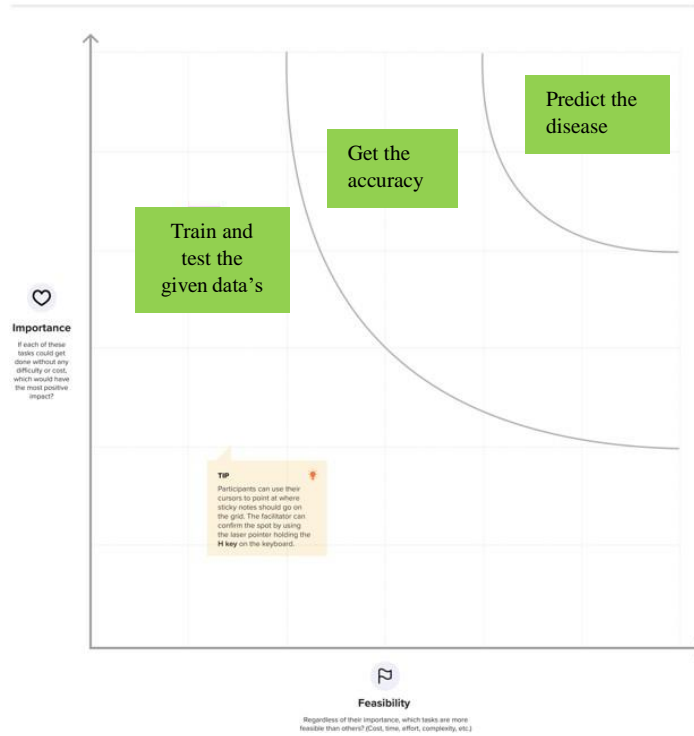 Predict the
disease
Get the
accuracy
Train and
test the
given data’s
Importance
If each of these
tasks could get
done without any
difficulty or cost,
which would have
the most positive
impact?
TIP
Participants can use their
cursors to point at where
sticky notes should go on
the grid. The facilitator can
confirm the spot by using
the laser pointer holding the
H key on the keyboard.
Feasibility
Regardless of their importance, which tasks are more
feasible than others? (Cost, time, effort, complexity, etc.)